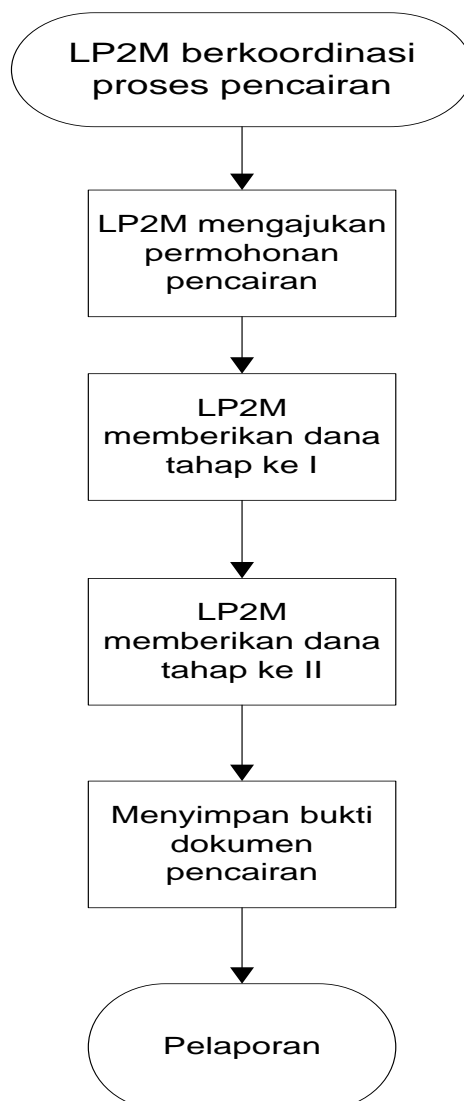 LP2M berkoordinasi
proses pencairan
LP2M mengajukan
permohonan
pencairan
LP2M
memberikan dana
tahap ke I
LP2M
memberikan dana
tahap ke II
Menyimpan bukti
dokumen
pencairan
Pelaporan